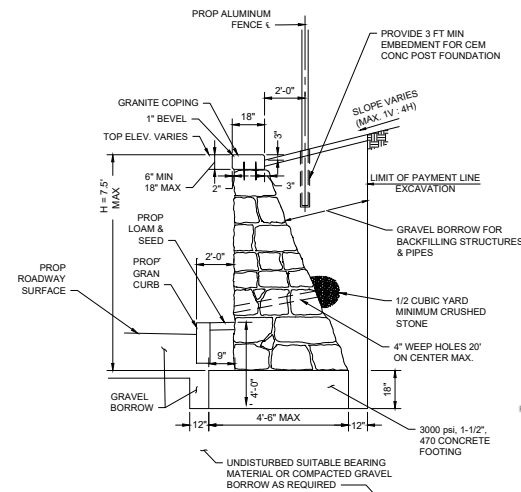 PROP ALUMINUM
FENCE ℄
PROVIDE 3 FT MIN
EMBEDMENT FOR CEM
CONC POST FOUNDATION
2'-0"
SLOPE VARIES
(MAX. 1V : 4H)
GRANITE COPING
18"
1" BEVEL
3"
TOP ELEV. VARIES
6" MIN
18" MAX
2"
3"
LIMIT OF PAYMENT LINE
EXCAVATION
H = 7.5'
MAX
PROP
LOAM &
SEED
GRAVEL BORROW FOR
BACKFILLING STRUCTURES
& PIPES
2'-0"
PROP
GRAN
CURB
PROP
ROADWAY
SURFACE
1/2 CUBIC YARD
MINIMUM CRUSHED
STONE
4" WEEP HOLES 20'
ON CENTER MAX.
9"
4'-0"
18"
GRAVEL
BORROW
12"
4'-6" MAX
12"
3000 psi, 1-1/2",
470 CONCRETE
FOOTING
UNDISTURBED SUITABLE BEARING
MATERIAL OR COMPACTED GRAVEL
BORROW AS REQUIRED